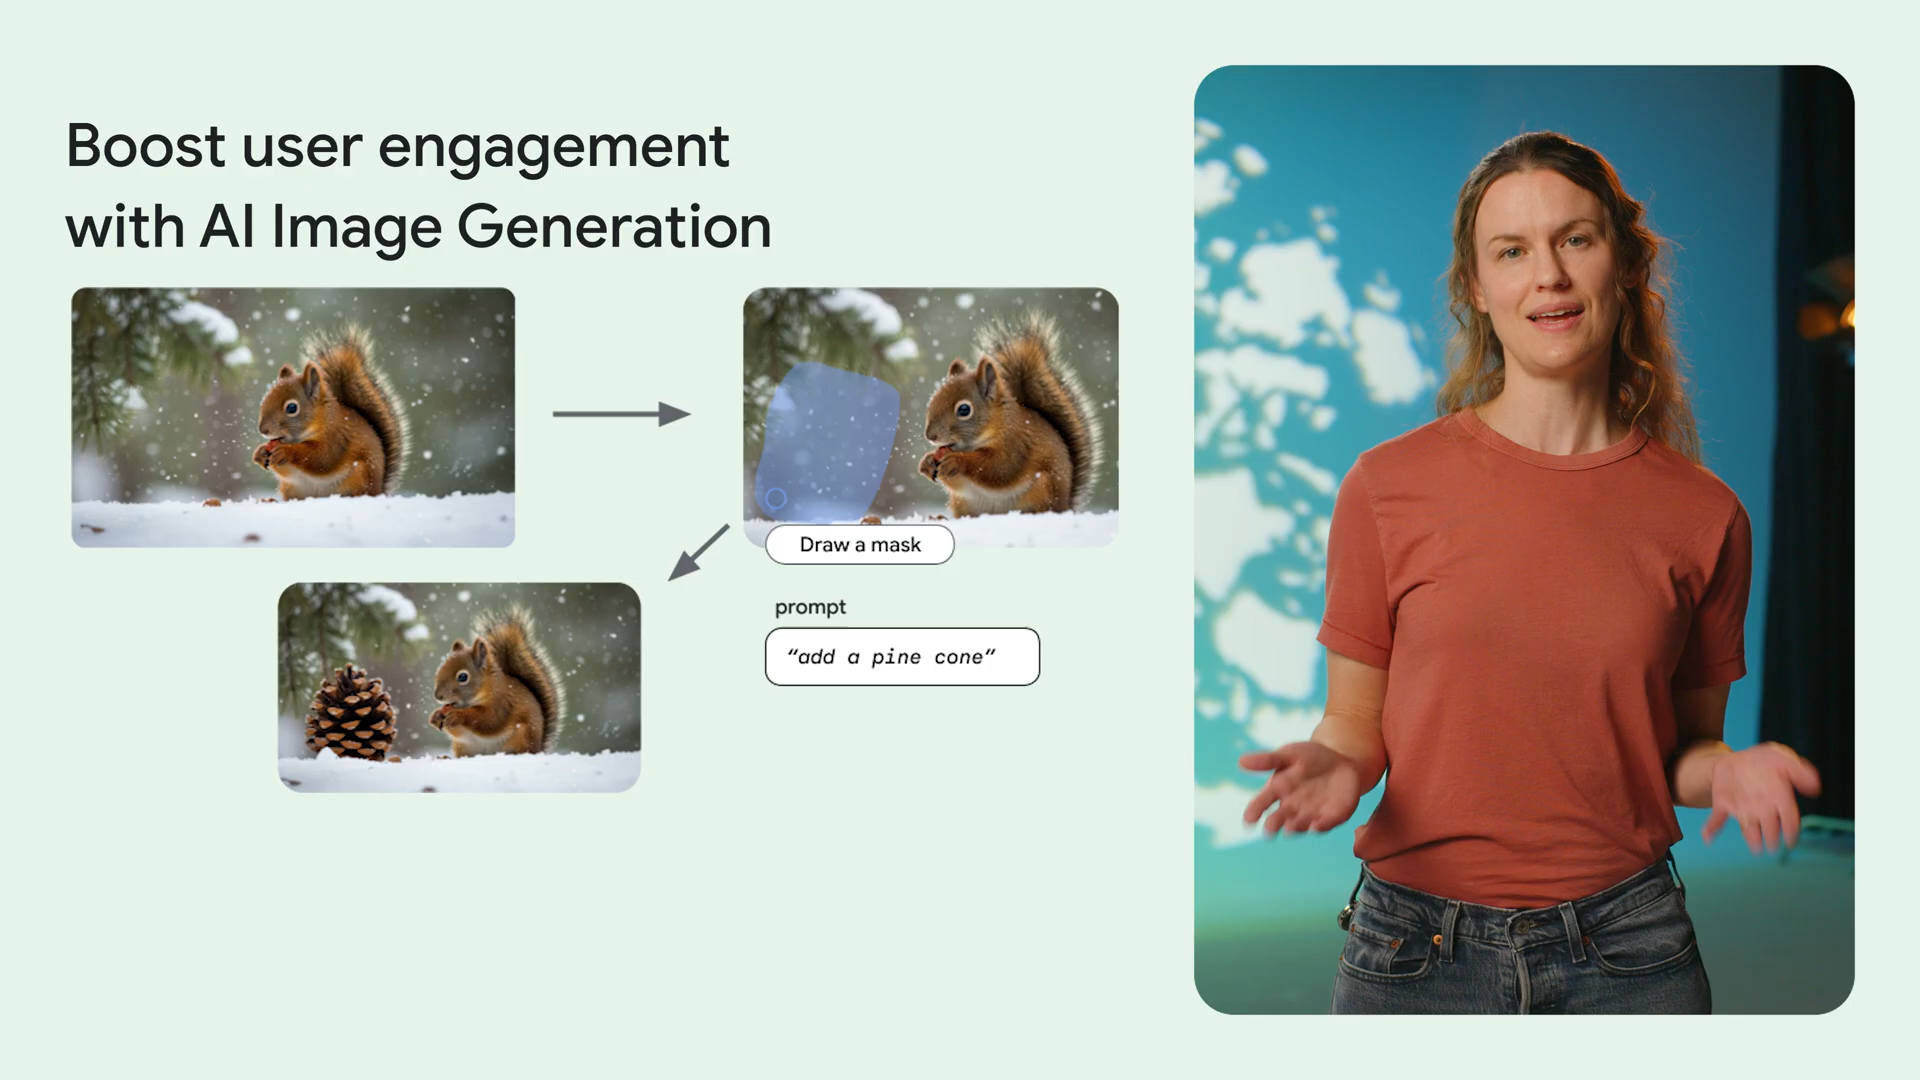 Boost user engagement
with AI Image Generation
Draw a mask
prompt
“add a pine cone”